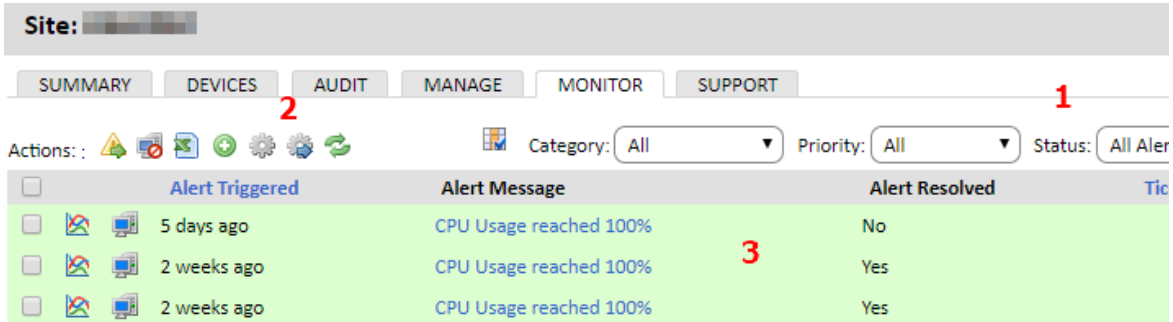 Site:
SUMMARY DEVICES AUDIT MANAGE MONITOR SUPPORT
2 1
Actions: : Category: All Priority: All Status: All Aler
Alert Triggered Alert Message Alert Resolved Tic
5 days ago CPU Usage reached 100% No
3
2 weeks ago CPU Usage reached 100% Yes
2 weeks ago CPU Usage reached 100% Yes